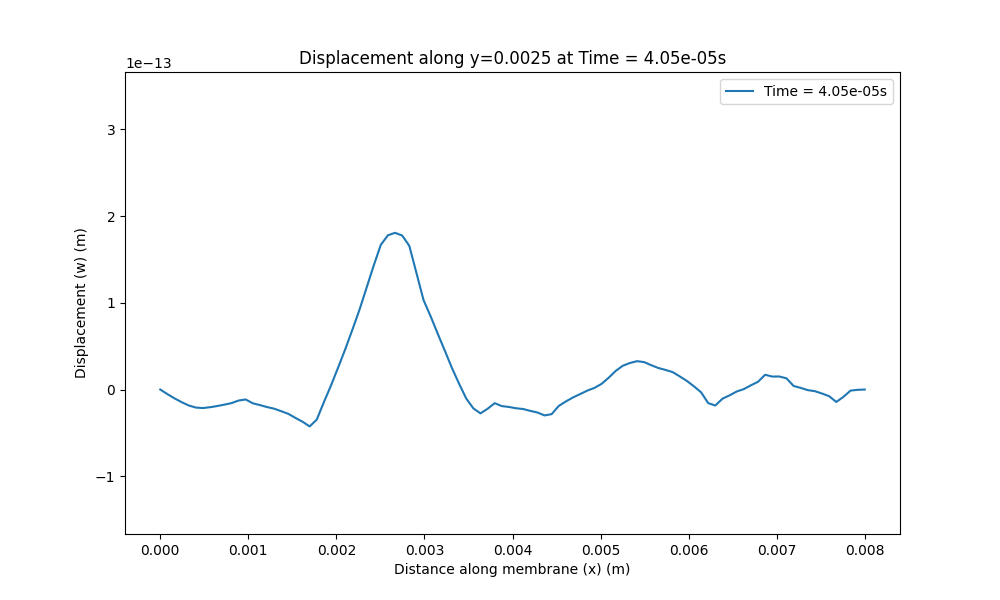 Displacement along y=0.0025 at Time = 4.05e-05s
1e−13
Time = 4.05e-05s
3
2
1
0
−1
Displacement (w) (m)
0.000 0.001 0.002 0.003 0.004 0.005 0.006 0.007 0.008
Distance along membrane (x) (m)